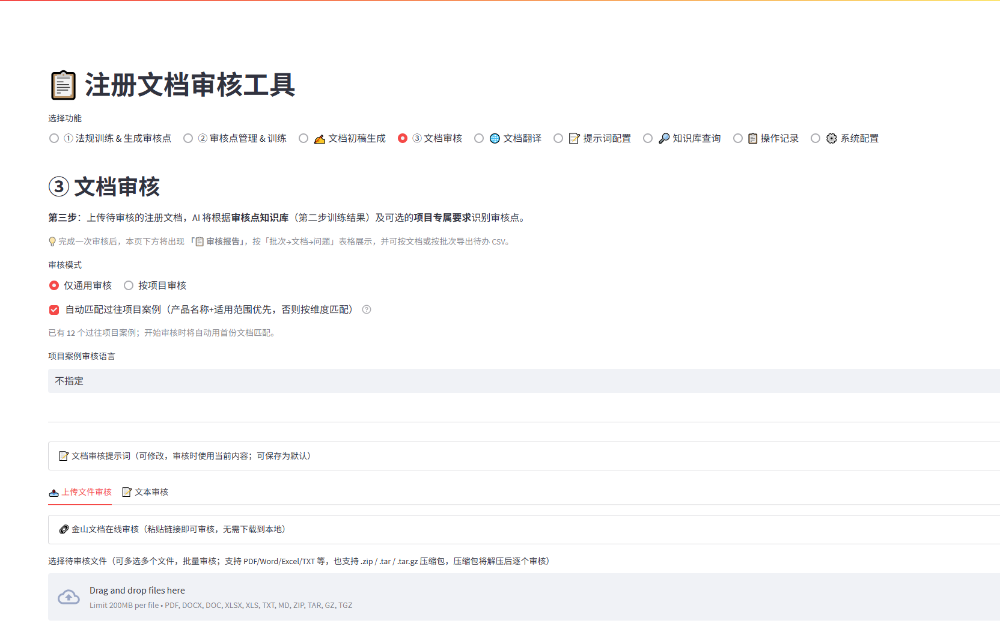 注册文档审核工具
选择功能
① 法规训练 & 生成审核点 ② 审核点管理 & 训练 文档初稿生成 ③ 文档审核 文档翻译 提示词配置 知识库查询 操作记录 系统配置
③ 文档审核
第三步：上传待审核的注册文档，AI 将根据审核点知识库（第二步训练结果）及可选的项目专属要求识别审核点。
完成一次审核后，本页下方将出现「审核报告」，按「批次→文档→问题」表格展示，并可按文档或按批次导出待办 CSV。
审核模式
仅通用审核 按项目审核
自动匹配过往项目案例（产品名称+适用范围优先，否则按维度匹配）
已有 12 个过往项目案例；开始审核时将自动用首份文档匹配。
项目案例审核语言
不指定
文档审核提示词（可修改，审核时使用当前内容；可保存为默认）
上传文件审核 文本审核
金山文档在线审核（粘贴链接即可审核，无需下载到本地）
选择待审核文件（可多选多个文件，批量审核；支持 PDF/Word/Excel/TXT 等，也支持 .zip / .tar / .tar.gz 压缩包，压缩包将解压后逐个审核）
Drag and drop files here
Limit 200MB per file • PDF, DOCX, DOC, XLSX, XLS, TXT, MD, ZIP, TAR, GZ, TGZ